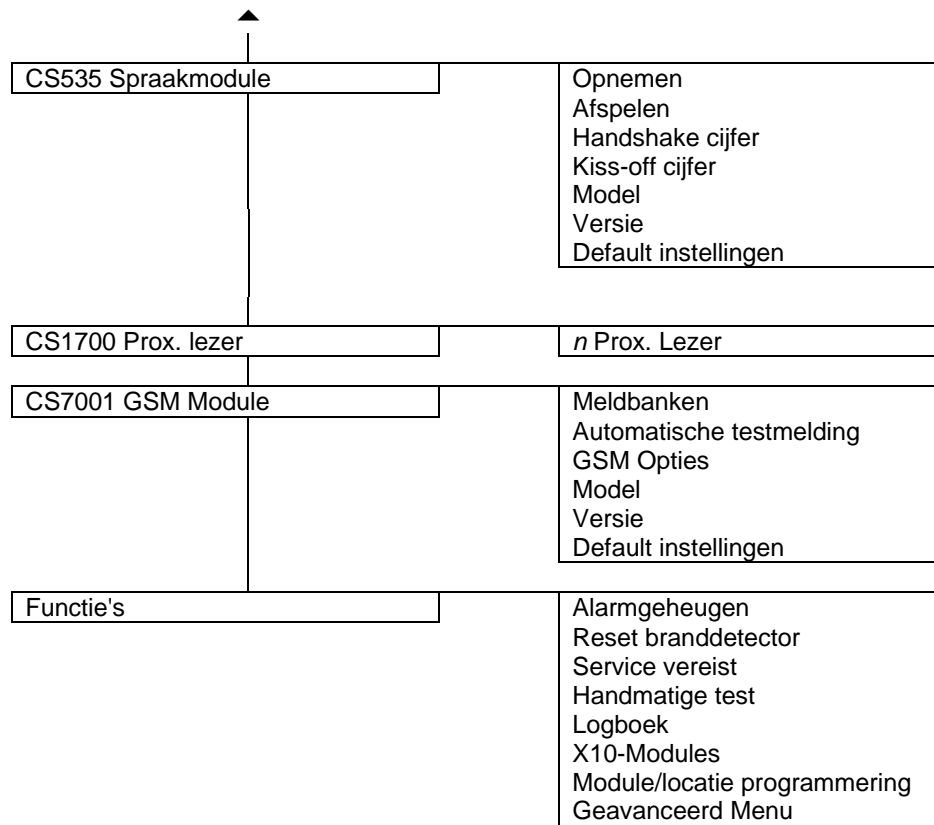 CS535 Spraakmodule
Opnemen
Afspelen
Handshake cijfer
Kiss-off cijfer
Model
Versie
Default instellingen
CS1700 Prox. lezer
n Prox. Lezer
CS7001 GSM Module
Meldbanken
Automatische testmelding
GSM Opties
Model
Versie
Default instellingen
Functie's
Alarmgeheugen
Reset branddetector
Service vereist
Handmatige test
Logboek
X10-Modules
Module/locatie programmering
Geavanceerd Menu